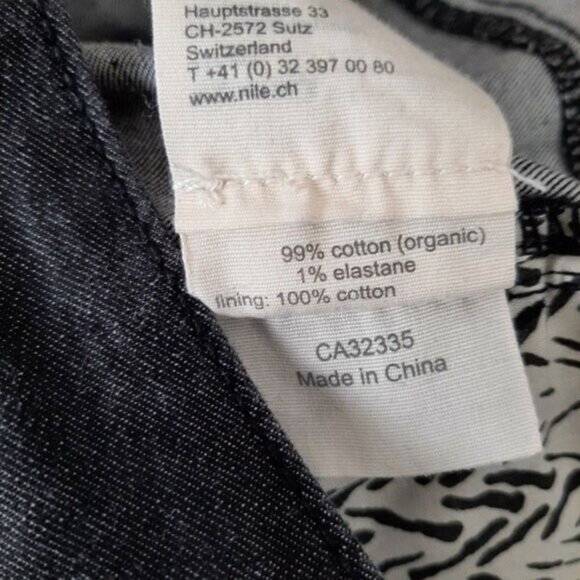 Hauptstrasse 33
CH-2572 Sutz
Switzerland
T +41 (0) 32 397 00 80
www.nile.ch
99% cotton (organic)
1% elastane
lining: 100% cotton
CA32335
Made in China